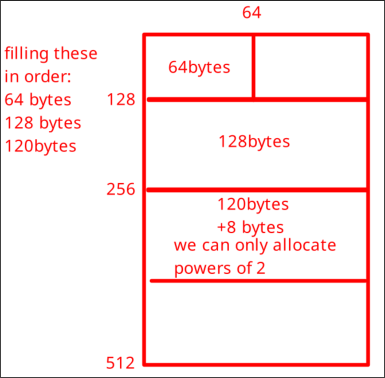 64
filling these
in order:
64 bytes
128 bytes
120bytes
64bytes
128
128bytes
256
120bytes
+8 bytes
we can only allocate
powers of 2
512